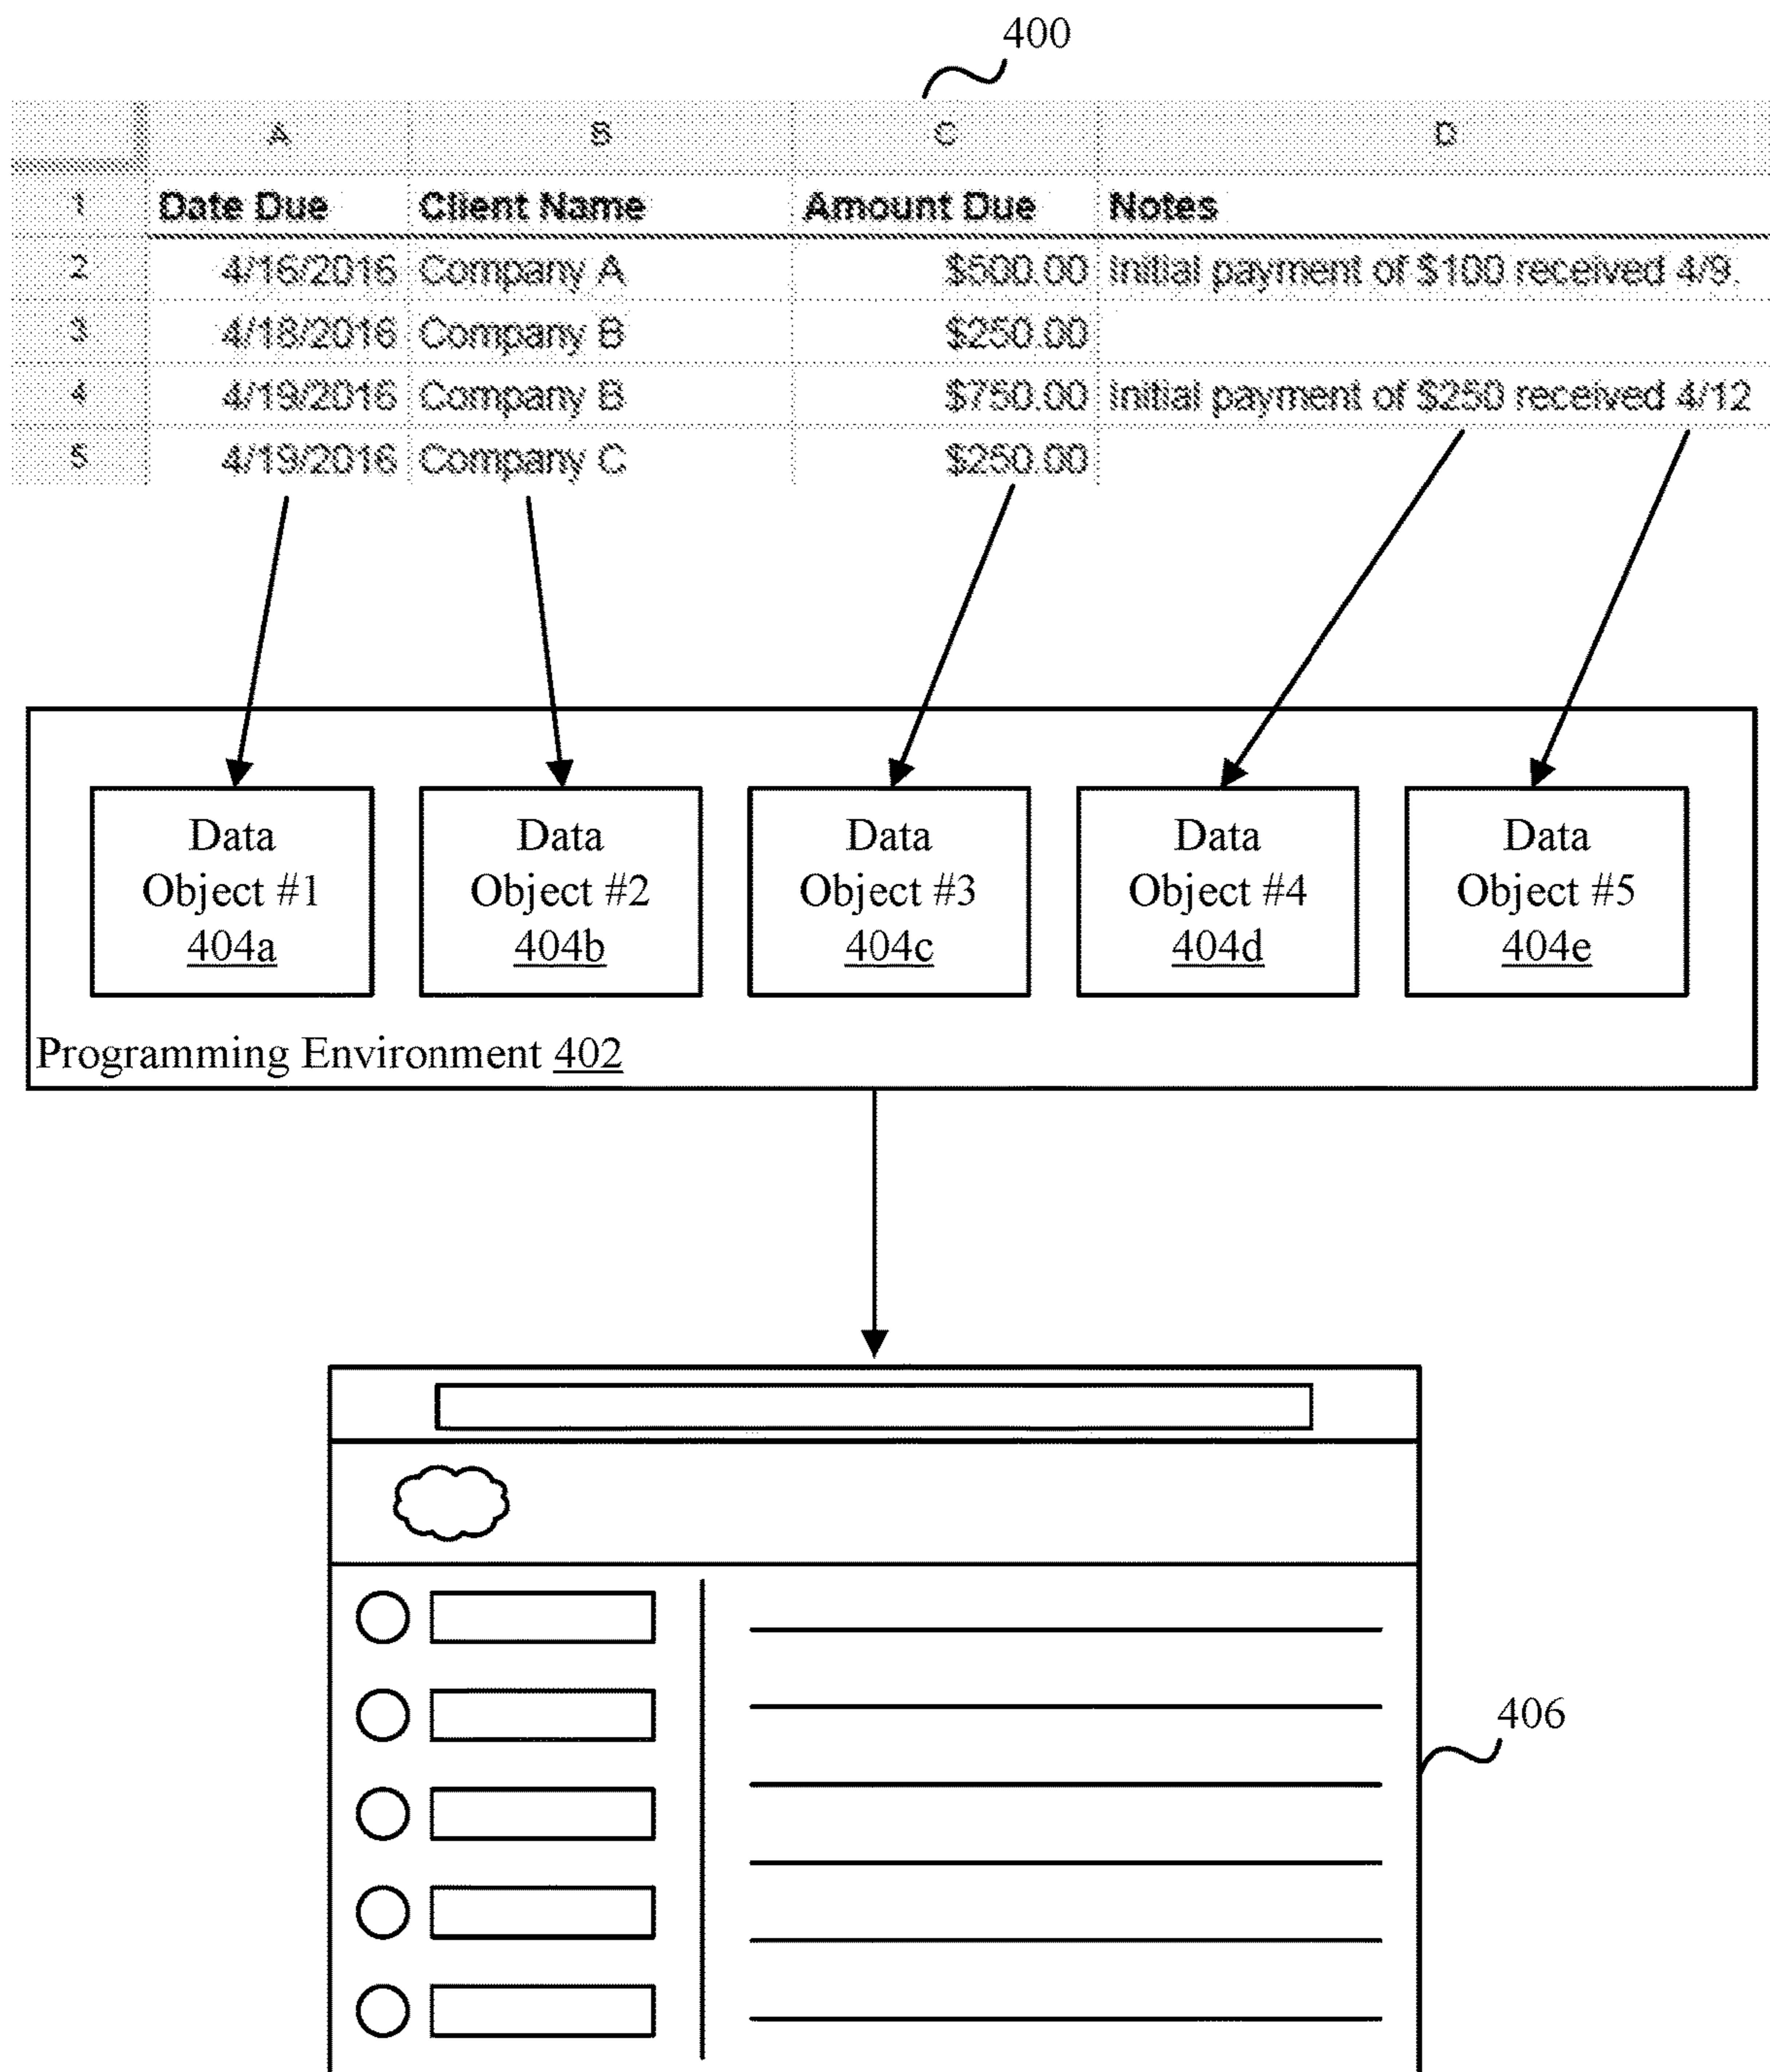 400
A B C D
1 Date Due Client Name Amount Due Notes
2 4/16/2016 Company A $500.00 Initial payment of $100 received 4/9.
3 4/18/2016 Company B $250.00
4 4/19/2016 Company B $750.00 Initial payment of $250 received 4/12
5 4/19/2016 Company C $250.00
Data Data Data Data Data
Object #1 Object #2 Object #3 Object #4 Object #5
404a 404b 404c 404d 404e
Programming Environment 402
406